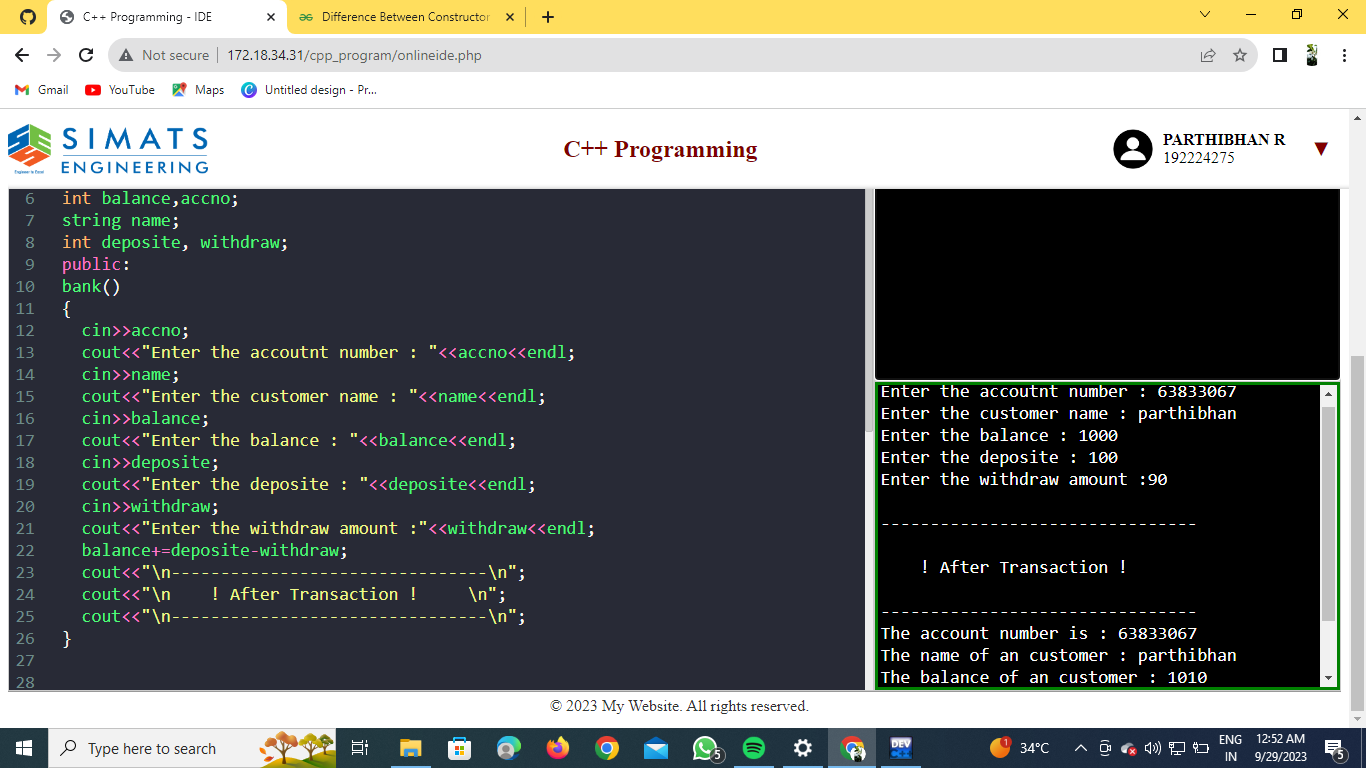 C++ Programming - IDE
Difference Between Constructor
Not secure
172.18.34.31/cpp_program/onlineide.php
Gmail
YouTube
Maps
Untitled design - Pr...
SIMATS
ENGINEERING
Engineer to Excel
C++ Programming
PARTHIBHAN R
192224275
6 int balance,accno;
7 string name;
8 int deposite, withdraw;
9 public:
10 bank()
11 {
12 cin>>accno;
13 cout<<"Enter the accoutnt number : "<<accno<<endl;
14 cin>>name;
15 cout<<"Enter the customer name : "<<name<<endl;
16 cin>>balance;
17 cout<<"Enter the balance : "<<balance<<endl;
18 cin>>deposite;
19 cout<<"Enter the deposite : "<<deposite<<endl;
20 cin>>withdraw;
21 cout<<"Enter the withdraw amount :"<<withdraw<<endl;
22 balance+=deposite-withdraw;
23 cout<<"\n--------------------------------\n";
24 cout<<"\n    ! After Transaction !     \n";
25 cout<<"\n--------------------------------\n";
26 }
27
28
Enter the accoutnt number : 63833067
Enter the customer name : parthibhan
Enter the balance : 1000
Enter the deposite : 100
Enter the withdraw amount :90
--------------------------------
! After Transaction !
--------------------------------
The account number is : 63833067
The name of an customer : parthibhan
The balance of an customer : 1010
© 2023 My Website. All rights reserved.
Type here to search
5
DEV
1
34°C
ENG
IN
12:52 AM
9/29/2023
5